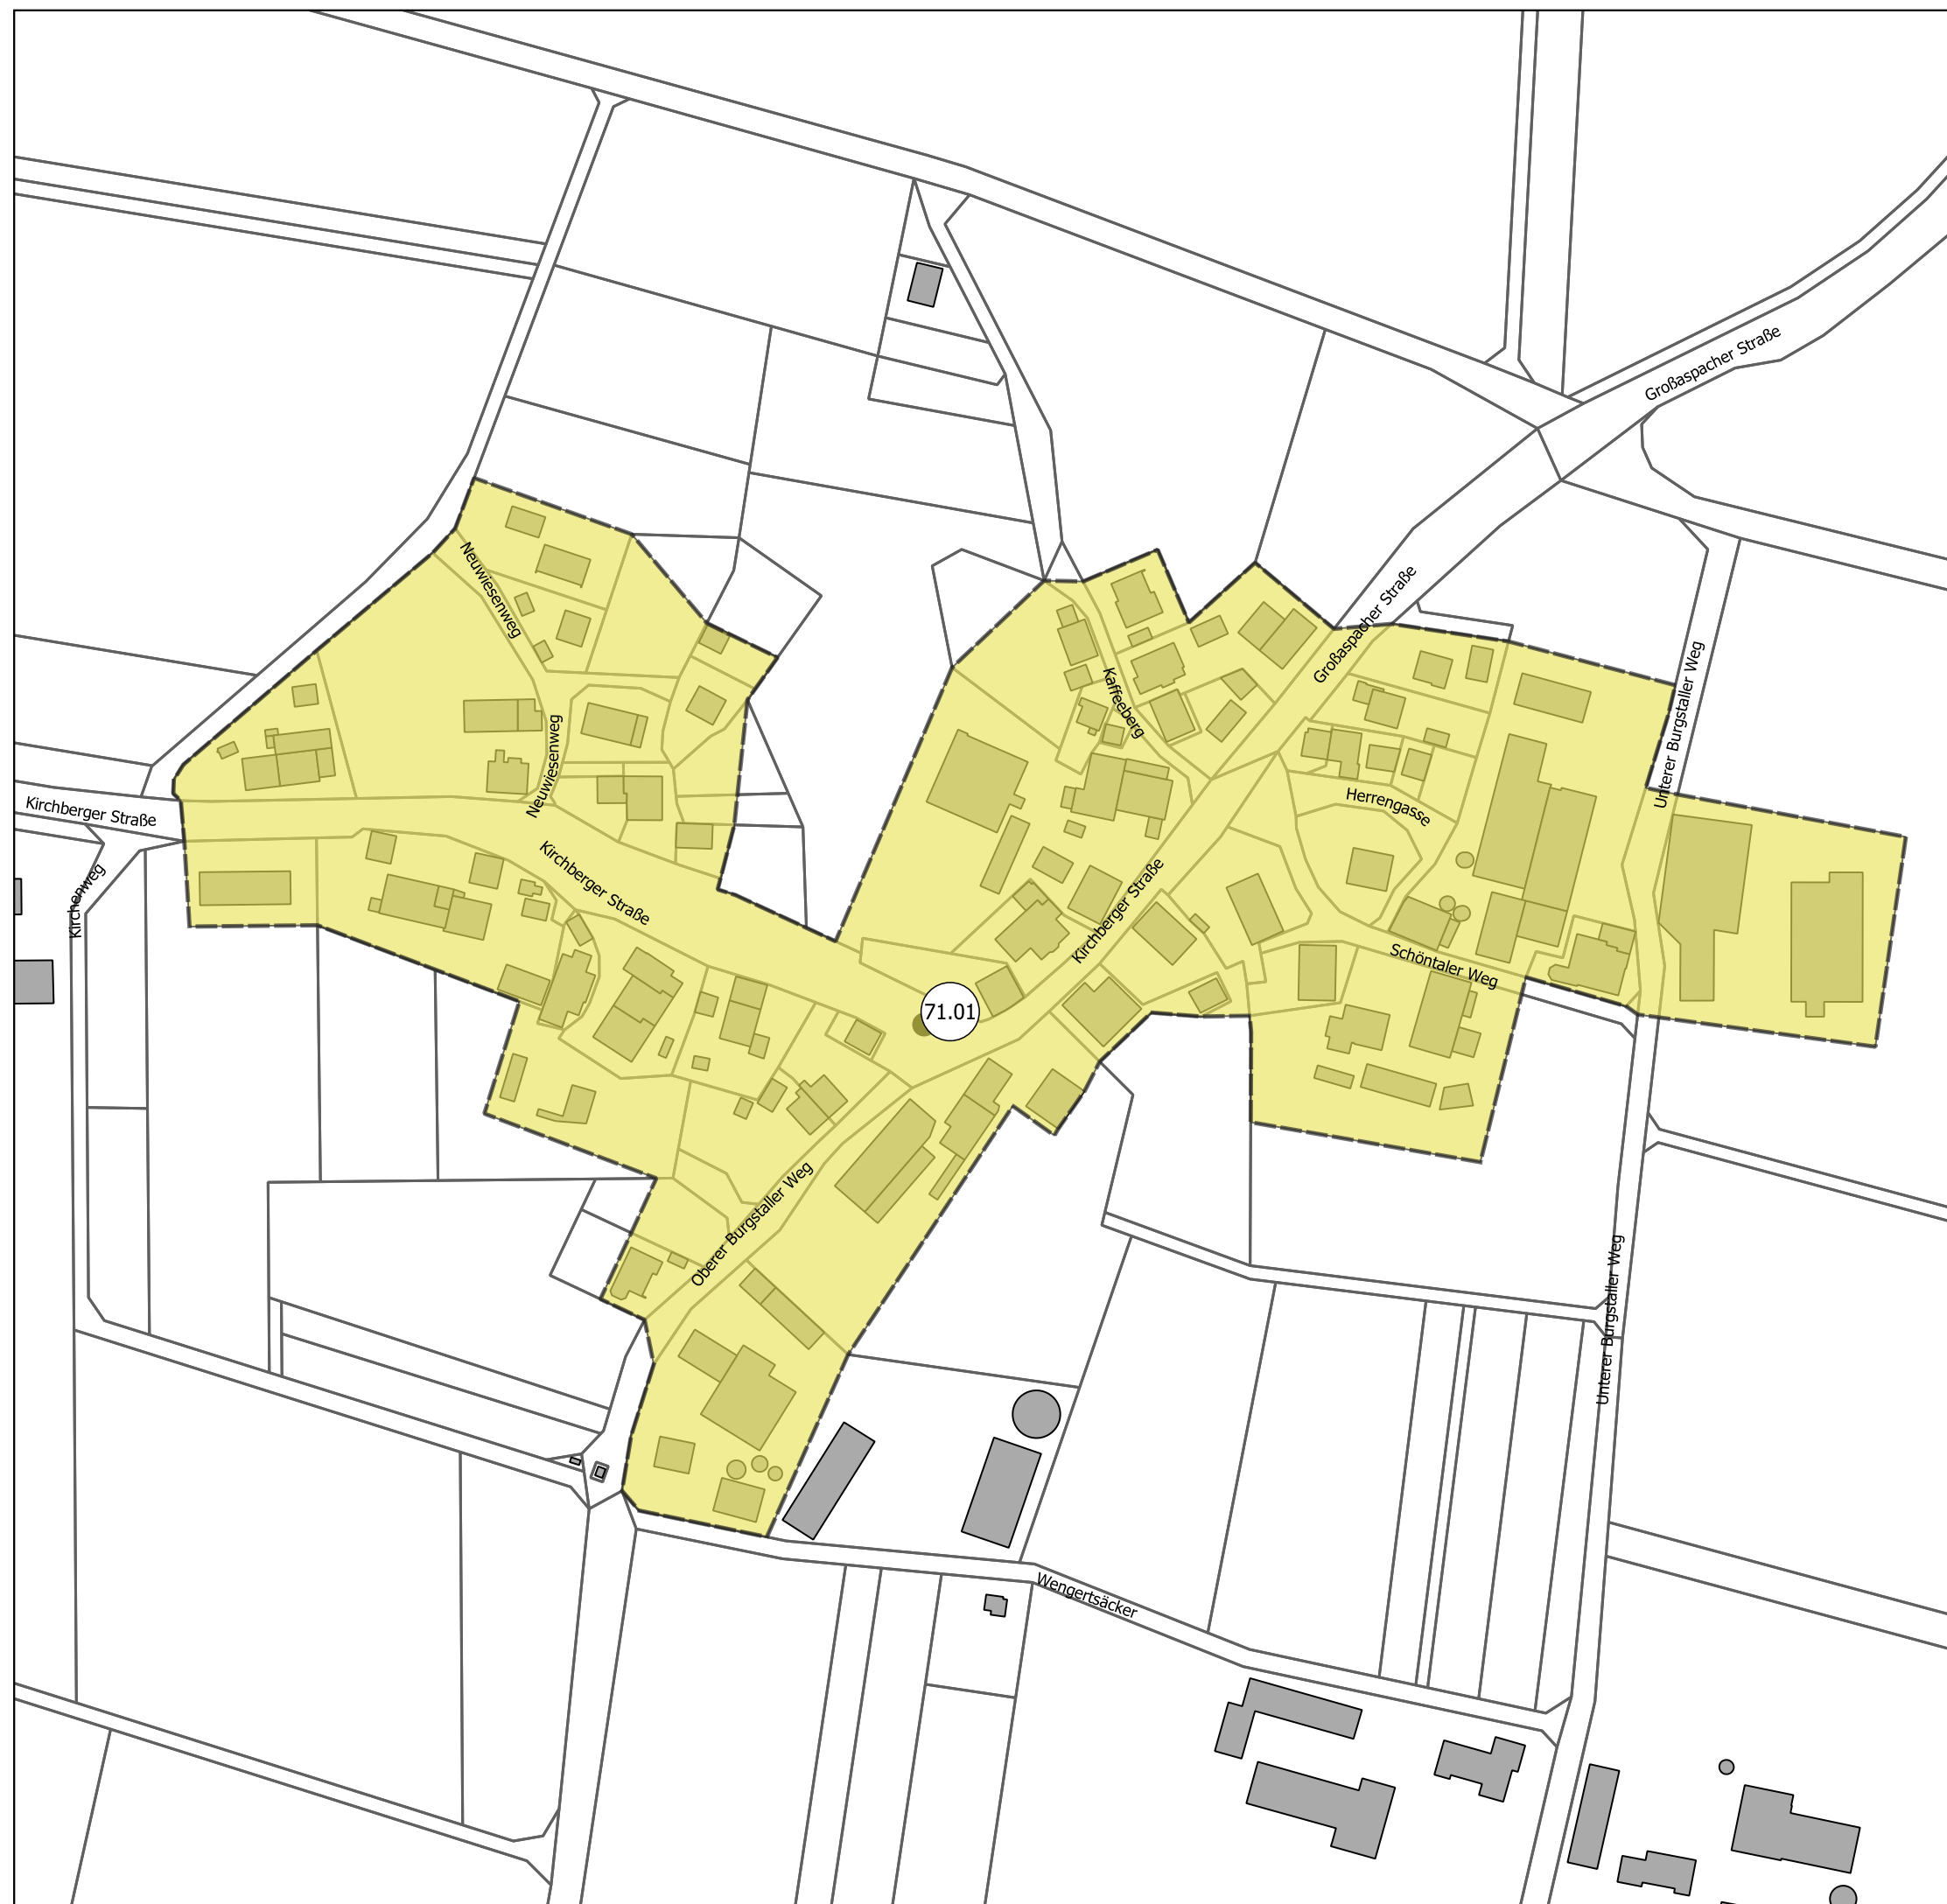 Großaspacher Straße
Neuwiesenweg
Großaspacher Straße
Unterer Burgstaller Weg
Kaffeeberg
Neuwiesenweg
Kirchberger Straße
Herrengasse
Kirchberger Straße
Kirchenweg
Kirchberger Straße
Schöntaler Weg
71.01
Oberer Burgstaller Weg
Unterer Burgstaller Weg
Wengertsäcker